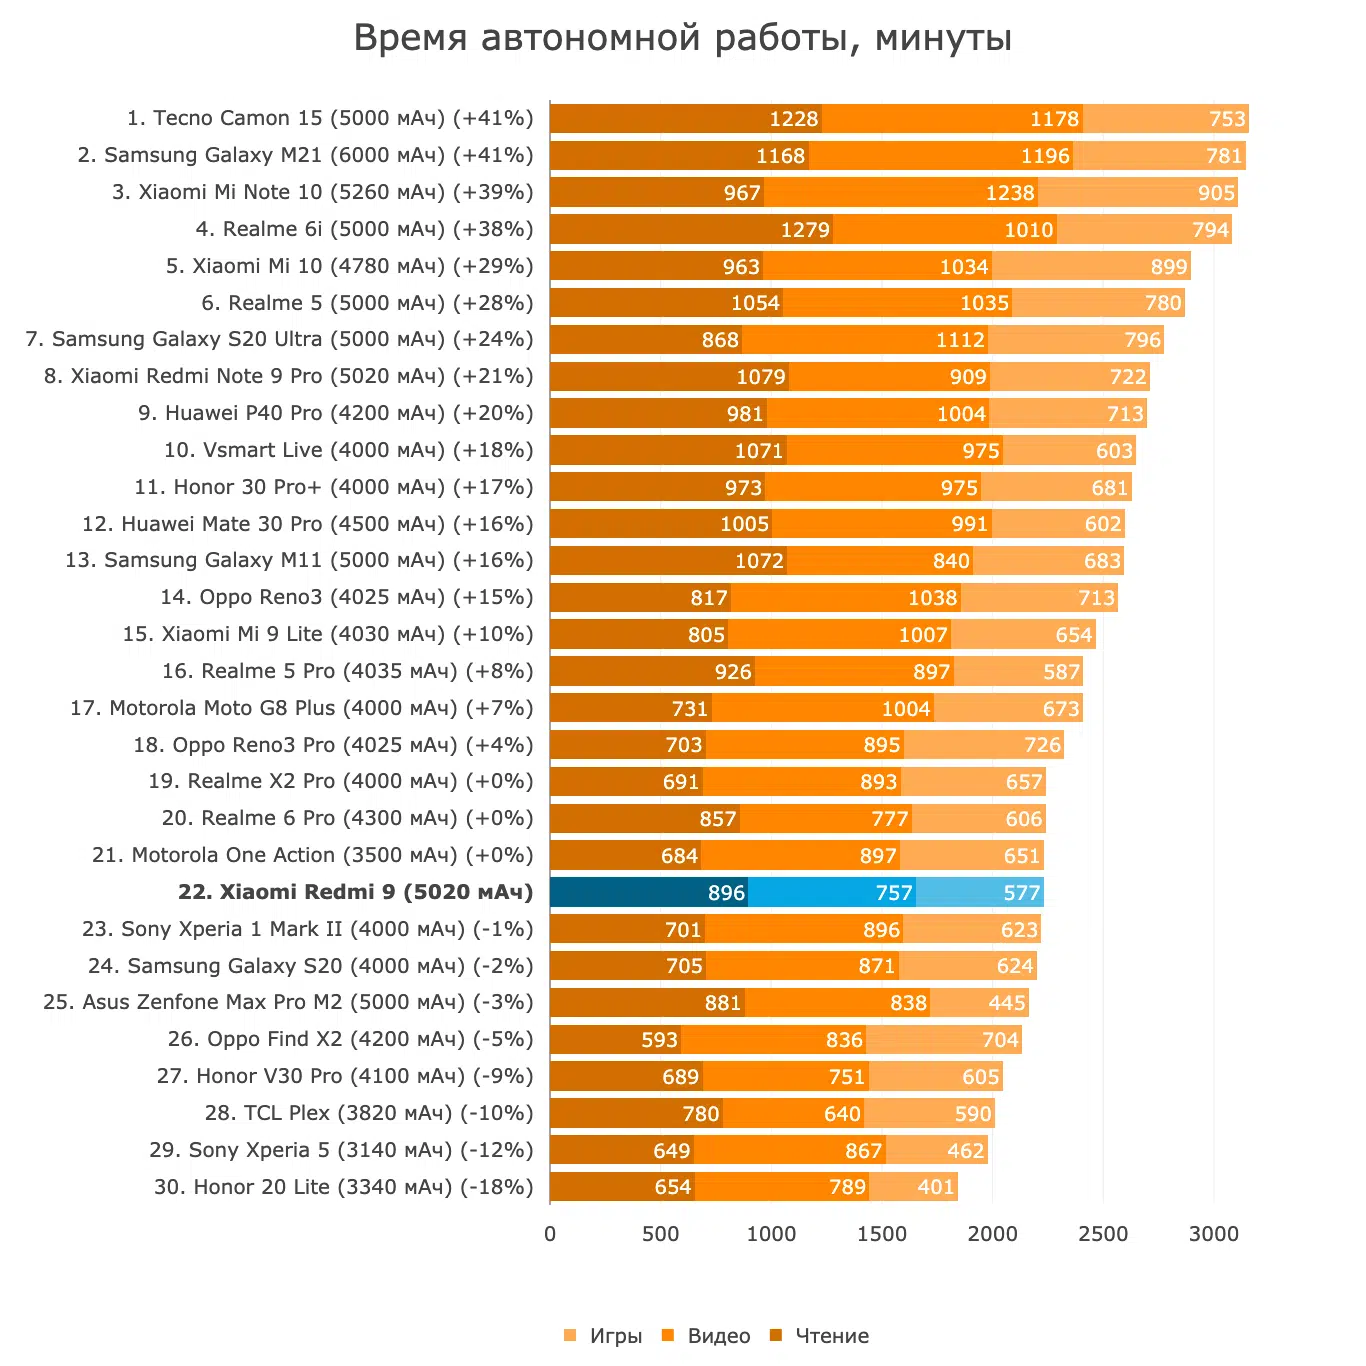 Время автономной работы, минуты
1. Tecno Camon 15 (5000 мАч) (+41%) 1228 1178 753
2. Samsung Galaxy M21 (6000 мАч) (+41%) 1168 1196 781
3. Xiaomi Mi Note 10 (5260 мАч) (+39%) 967 1238 905
4. Realme 6i (5000 мАч) (+38%) 1279 1010 794
5. Xiaomi Mi 10 (4780 мАч) (+29%) 963 1034 899
6. Realme 5 (5000 мАч) (+28%) 1054 1035 780
7. Samsung Galaxy S20 Ultra (5000 мАч) (+24%) 868 1112 796
8. Xiaomi Redmi Note 9 Pro (5020 мАч) (+21%) 1079 909 722
9. Huawei P40 Pro (4200 мАч) (+20%) 981 1004 713
10. Vsmart Live (4000 мАч) (+18%) 1071 975 603
11. Honor 30 Pro+ (4000 мАч) (+17%) 973 975 681
12. Huawei Mate 30 Pro (4500 мАч) (+16%) 1005 991 602
13. Samsung Galaxy M11 (5000 мАч) (+16%) 1072 840 683
14. Oppo Reno3 (4025 мАч) (+15%) 817 1038 713
15. Xiaomi Mi 9 Lite (4030 мАч) (+10%) 805 1007 654
16. Realme 5 Pro (4035 мАч) (+8%) 926 897 587
17. Motorola Moto G8 Plus (4000 мАч) (+7%) 731 1004 673
18. Oppo Reno3 Pro (4025 мАч) (+4%) 703 895 726
19. Realme X2 Pro (4000 мАч) (+0%) 691 893 657
20. Realme 6 Pro (4300 мАч) (+0%) 857 777 606
21. Motorola One Action (3500 мАч) (+0%) 684 897 651
22. Xiaomi Redmi 9 (5020 мАч) 896 757 577
23. Sony Xperia 1 Mark II (4000 мАч) (-1%) 701 896 623
24. Samsung Galaxy S20 (4000 мАч) (-2%) 705 871 624
25. Asus Zenfone Max Pro M2 (5000 мАч) (-3%) 881 838 445
26. Oppo Find X2 (4200 мАч) (-5%) 593 836 704
27. Honor V30 Pro (4100 мАч) (-9%) 689 751 605
28. TCL Plex (3820 мАч) (-10%) 780 640 590
29. Sony Xperia 5 (3140 мАч) (-12%) 649 867 462
30. Honor 20 Lite (3340 мАч) (-18%) 654 789 401
0 500 1000 1500 2000 2500 3000
Игры Видео Чтение